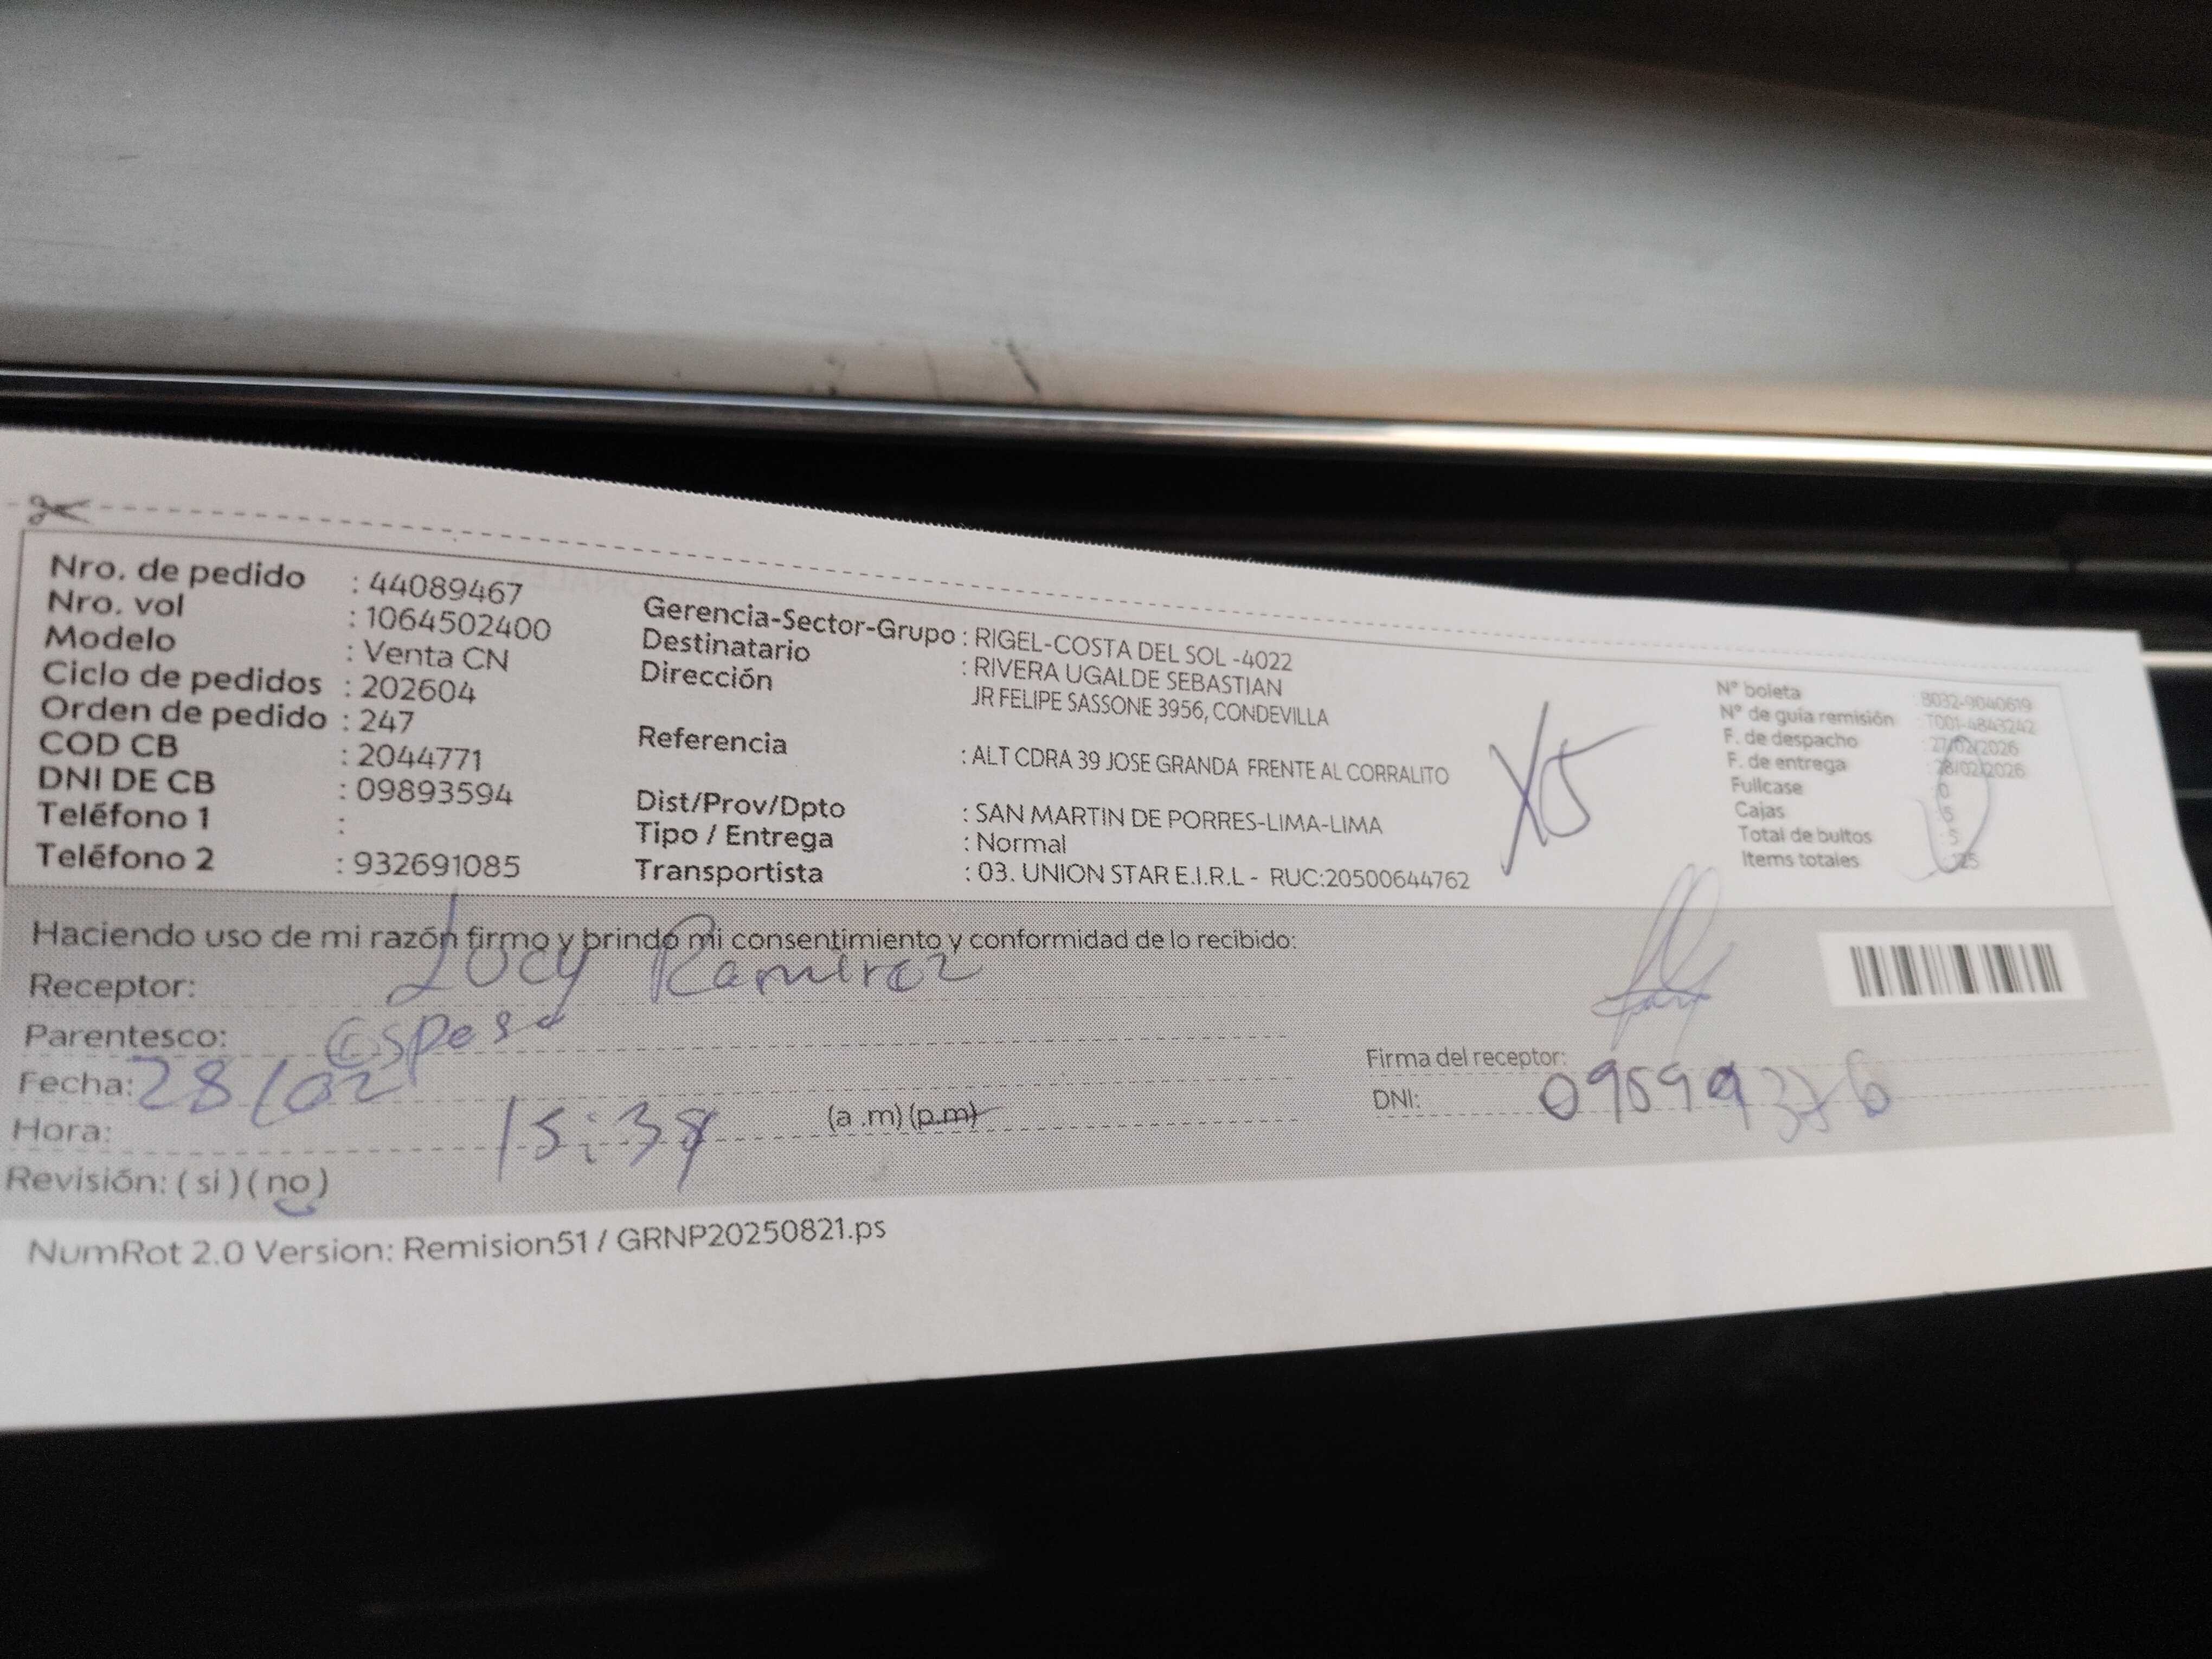 Nro. de pedido : 44089467
Nro. vol : 1064502400
Modelo : Venta CN
Ciclo de pedidos : 202604
Orden de pedido : 247
COD CB : 2044771
DNI DE CB : 09893594
Teléfono 1 :
Teléfono 2 : 932691085
Gerencia-Sector-Grupo : RIGEL-COSTA DEL SOL -4022
Destinatario : RIVERA UGALDE SEBASTIAN
Dirección JR FELIPE SASSONE 3956, CONDEVILLA
Referencia : ALT CDRA 39 JOSE GRANDA FRENTE AL CORRALITO
Dist/Prov/Dpto : SAN MARTIN DE PORRES-LIMA-LIMA
Tipo / Entrega : Normal
Transportista : 03. UNION STAR E.I.R.L - RUC:20500644762
X5
N° boleta : B032-9040619
N° de guía remisión : T001-4843242
F. de despacho : 27/02/2026
F. de entrega : 28/02/2026
Fullcase : 0
Cajas : 5
Total de bultos : 5
Items totales
Haciendo uso de mi razón firmo y brindo mi consentimiento y conformidad de lo recibido:
Receptor: Lucy Ramirez
Parentesco: Esposa
Fecha: 28/02
Hora: (a .m) (p.m)
Revisión: ( si ) ( no )
Firma del receptor:
DNI:
NumRot 2.0 Version: Remision51 / GRNP20250821.ps